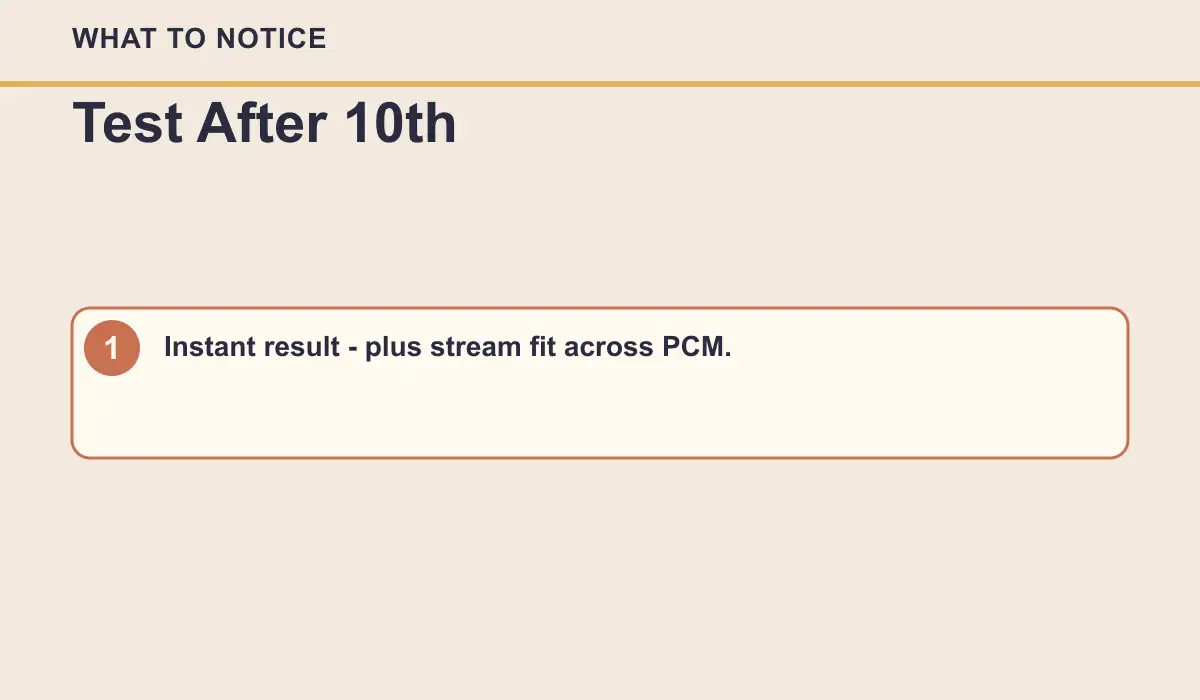 WHAT TO NOTICE
Test After 10th
1 Instant result - plus stream fit across PCM.